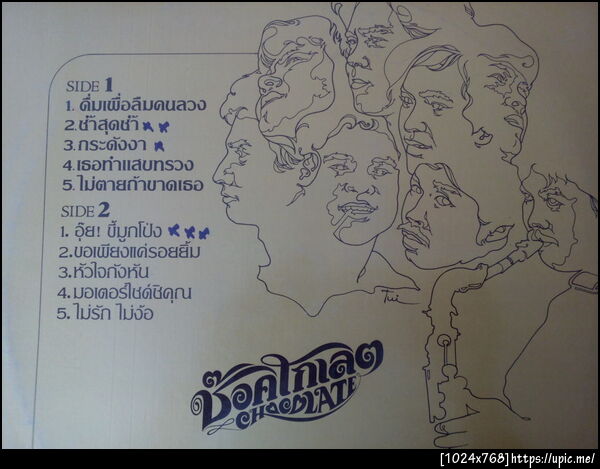 SIDE 1
1. ดื่มเพื่อลืมคนลวง
2. ช้ำสุดช้ำ
3. กระดังงา
4. เธอทำแสบทรวง
5. ไม่ตายถ้าขาดเธอ
SIDE 2
1. อุ๊ย! ขี้มูกโป่ง
2. ขอเพียงแค่รอยยิ้ม
3. หัวใจกังหัน
4. มอเตอร์ไซด์ซิคุณ
5. ไม่รัก ไม่ง้อ
ช๊อคโกเลต
CHOCOLATE
[1024x768]https://upic.me/